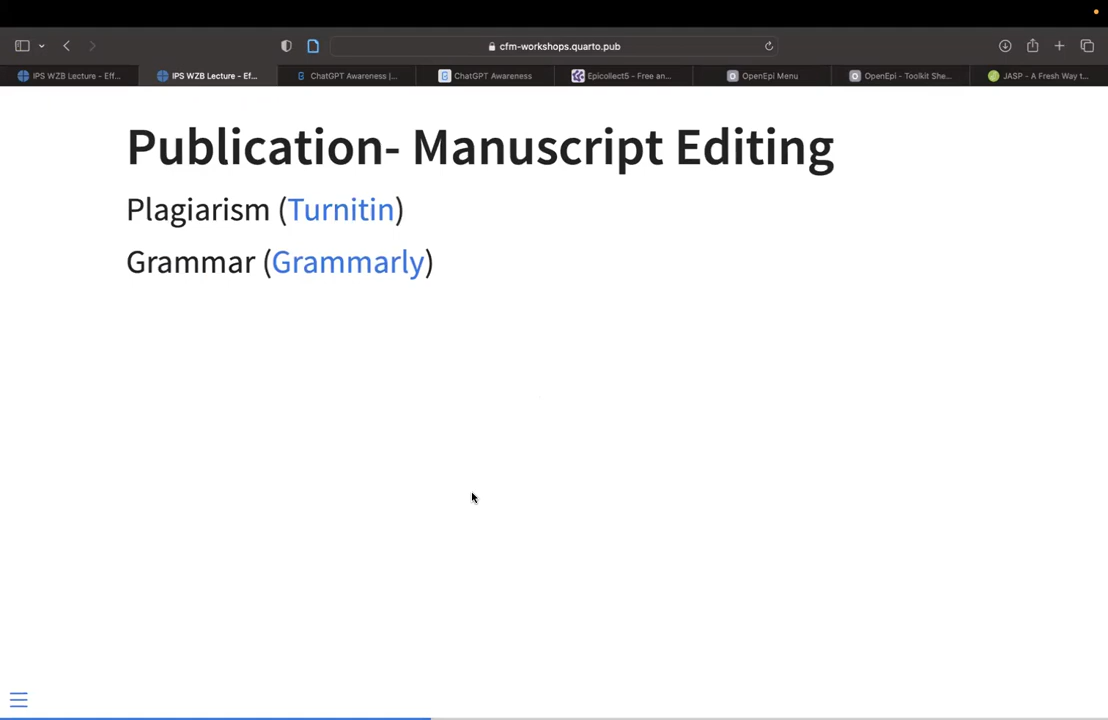 cfm-workshops.quarto.pub
IPS WZB Lecture - Eff...
IPS WZB Lecture - Ef...
ChatGPT Awareness |...
ChatGPT Awareness
Epicollect5 - Free an...
OpenEpi Menu
OpenEpi - Toolkit She...
JASP - A Fresh Way t...
Publication- Manuscript Editing
Plagiarism (Turnitin)
Grammar (Grammarly)